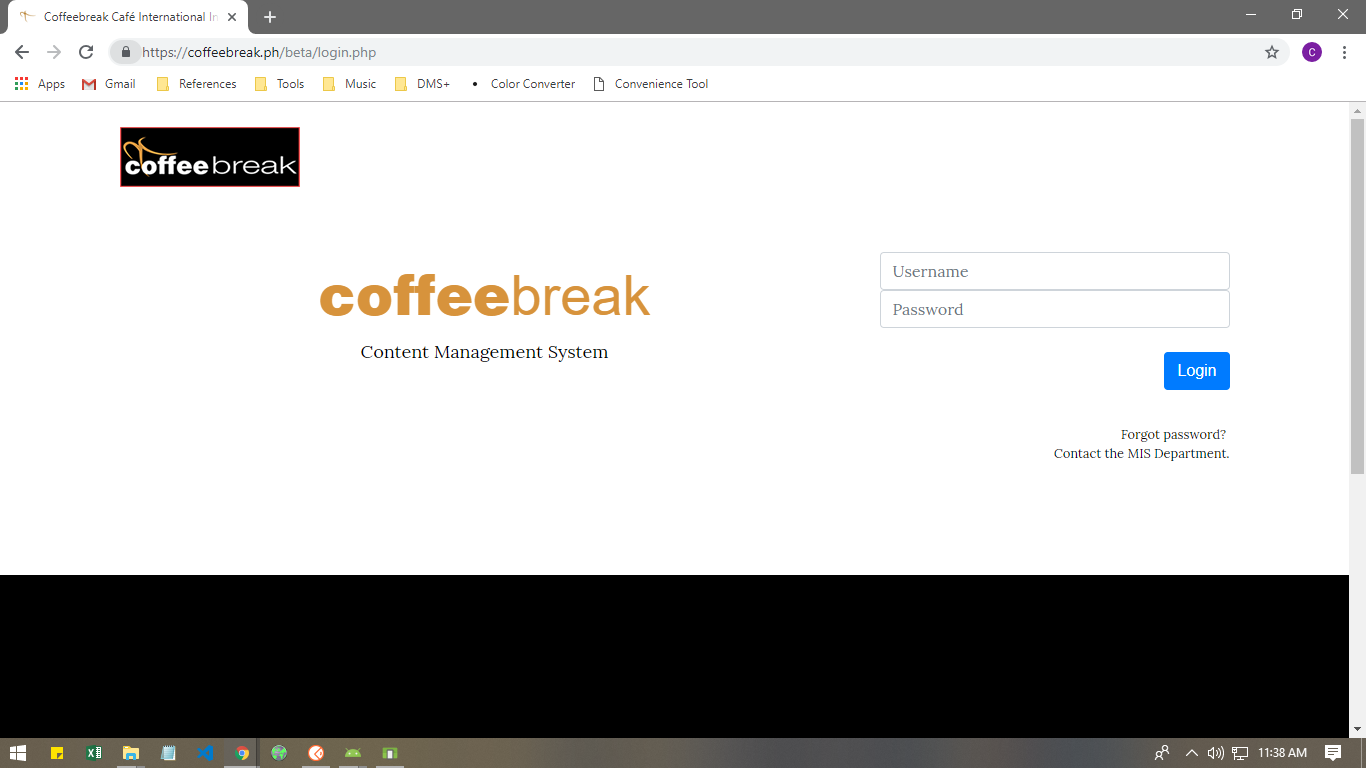 Coffeebreak Café International In
https://coffeebreak.ph/beta/login.php
C
Apps
Gmail
References
Tools
Music
DMS+
Color Converter
Convenience Tool
coffeebreak
coffeebreak
Content Management System
Username
Password
Login
Forgot password?
Contact the MIS Department.
11:38 AM